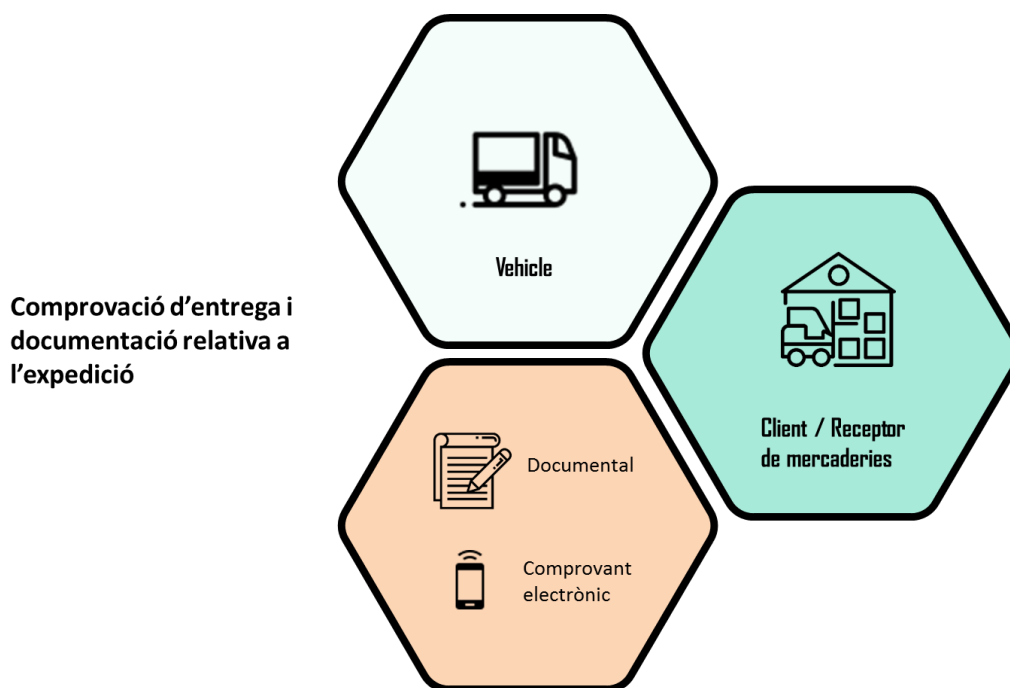 Comprovació d’entrega i
documentació relativa a
l’expedició
Vehicle
Client / Receptor
de mercaderies
Documental
Comprovant
electrònic